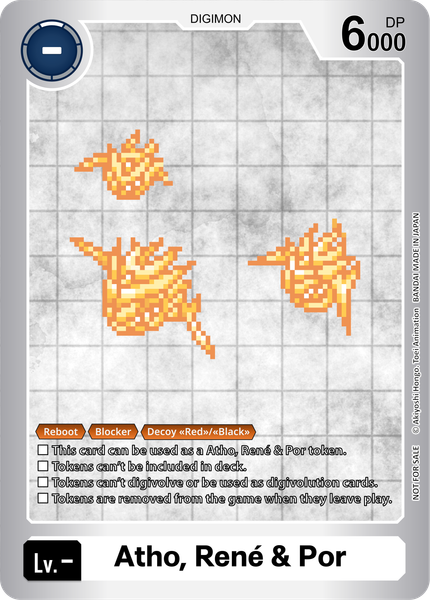 DIGIMON
-
DP
6000
Reboot Blocker Decoy «Red»/«Black»
This card can be used as a Atho, René & Por token.
Tokens can't be included in deck.
Tokens can't digivolve or be used as digivolution cards.
Tokens are removed from the game when they leave play.
NOT FOR SALE © Akiyoshi Hongo, Toei Animation BANDAI MADE IN JAPAN
Lv.-
Atho, René & Por